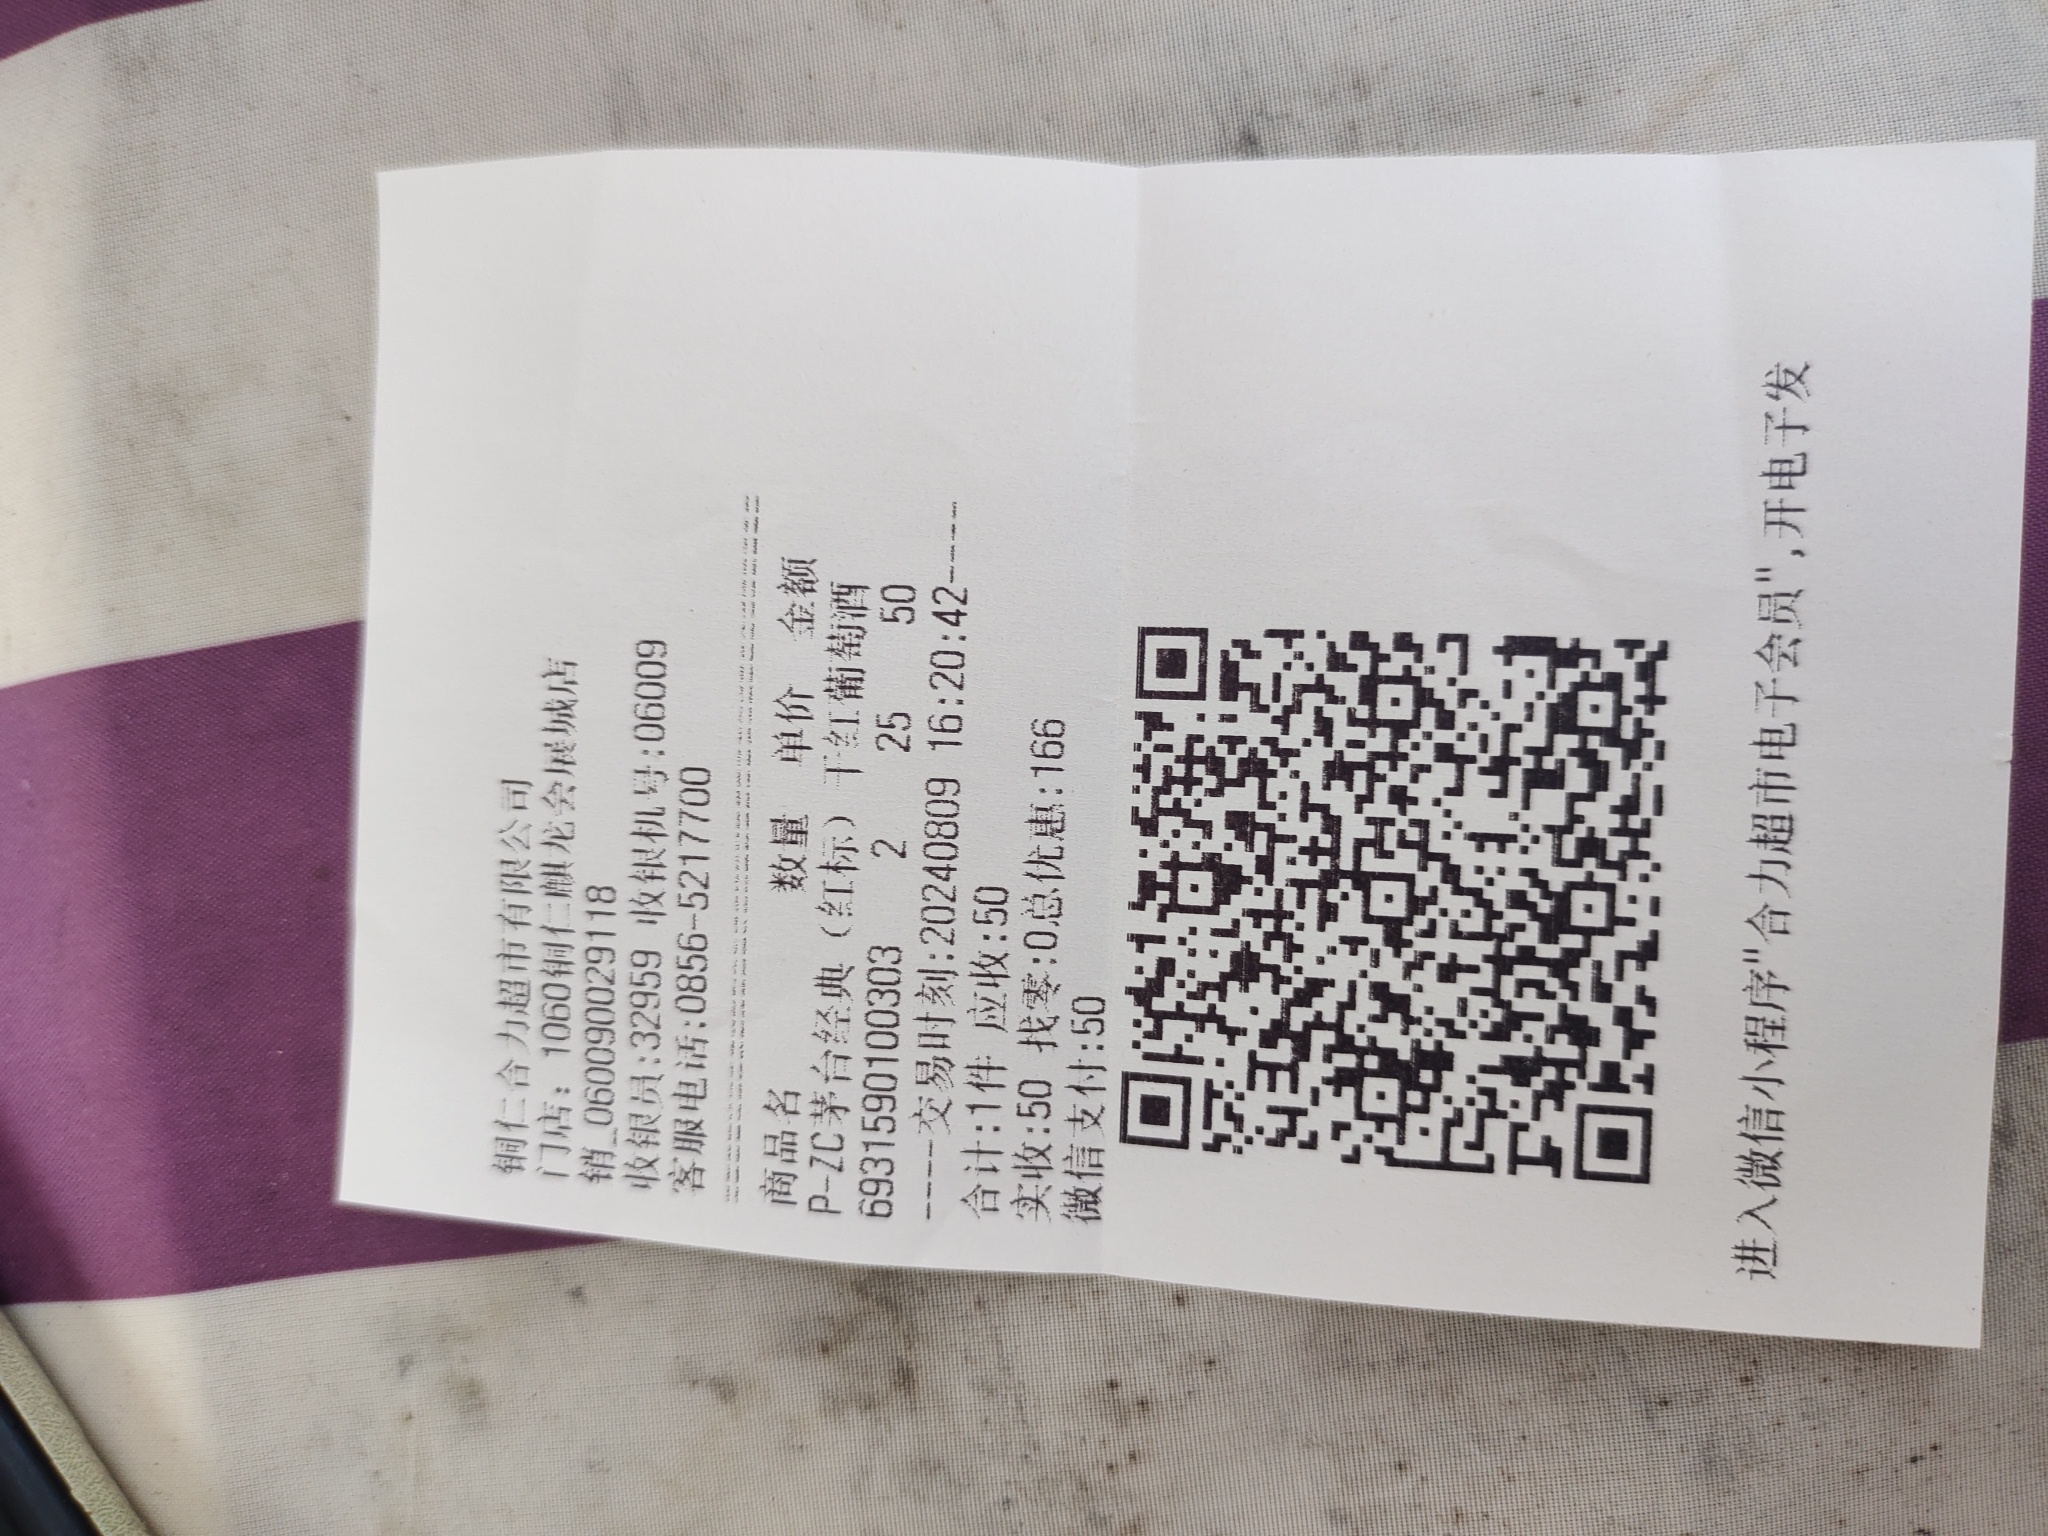 铜仁合力超市有限公司
门店：1060铜仁麒龙会展城店
销_060090029118
收银员:32959 收银机号:06009
客服电话:0856-5217700
商品名 数量 单价 金额
P-ZC茅台经典（红标）干红葡萄酒
6931590100303 2 25 50
----交易时刻:20240809 16:20:42----
合计:1件 应收:50
实收:50 找零:0总优惠:166
微信支付:50
进入微信小程序"合力超市电子会员",开电子发